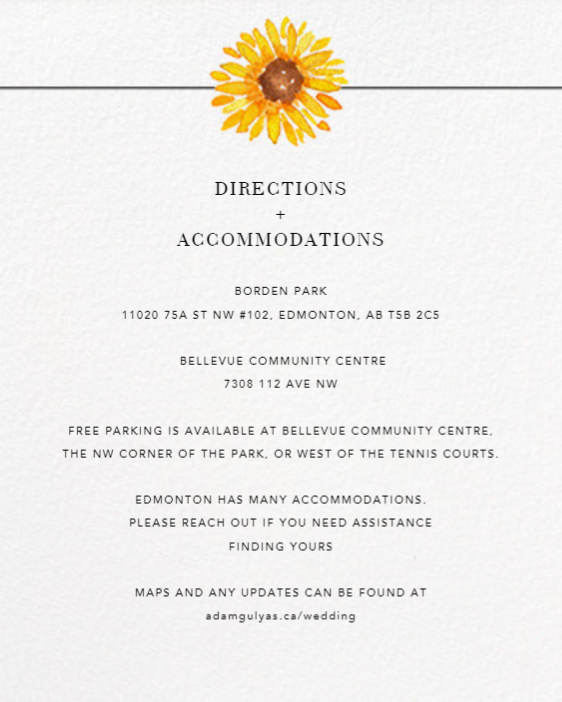 DIRECTIONS
+
ACCOMMODATIONS
BORDEN PARK
11020 75A ST NW #102, EDMONTON, AB T5B 2C5
BELLEVUE COMMUNITY CENTRE
7308 112 AVE NW
FREE PARKING IS AVAILABLE AT BELLEVUE COMMUNITY CENTRE,
THE NW CORNER OF THE PARK, OR WEST OF THE TENNIS COURTS.
EDMONTON HAS MANY ACCOMMODATIONS.
PLEASE REACH OUT IF YOU NEED ASSISTANCE
FINDING YOURS
MAPS AND ANY UPDATES CAN BE FOUND AT
adamgulyas.ca/wedding